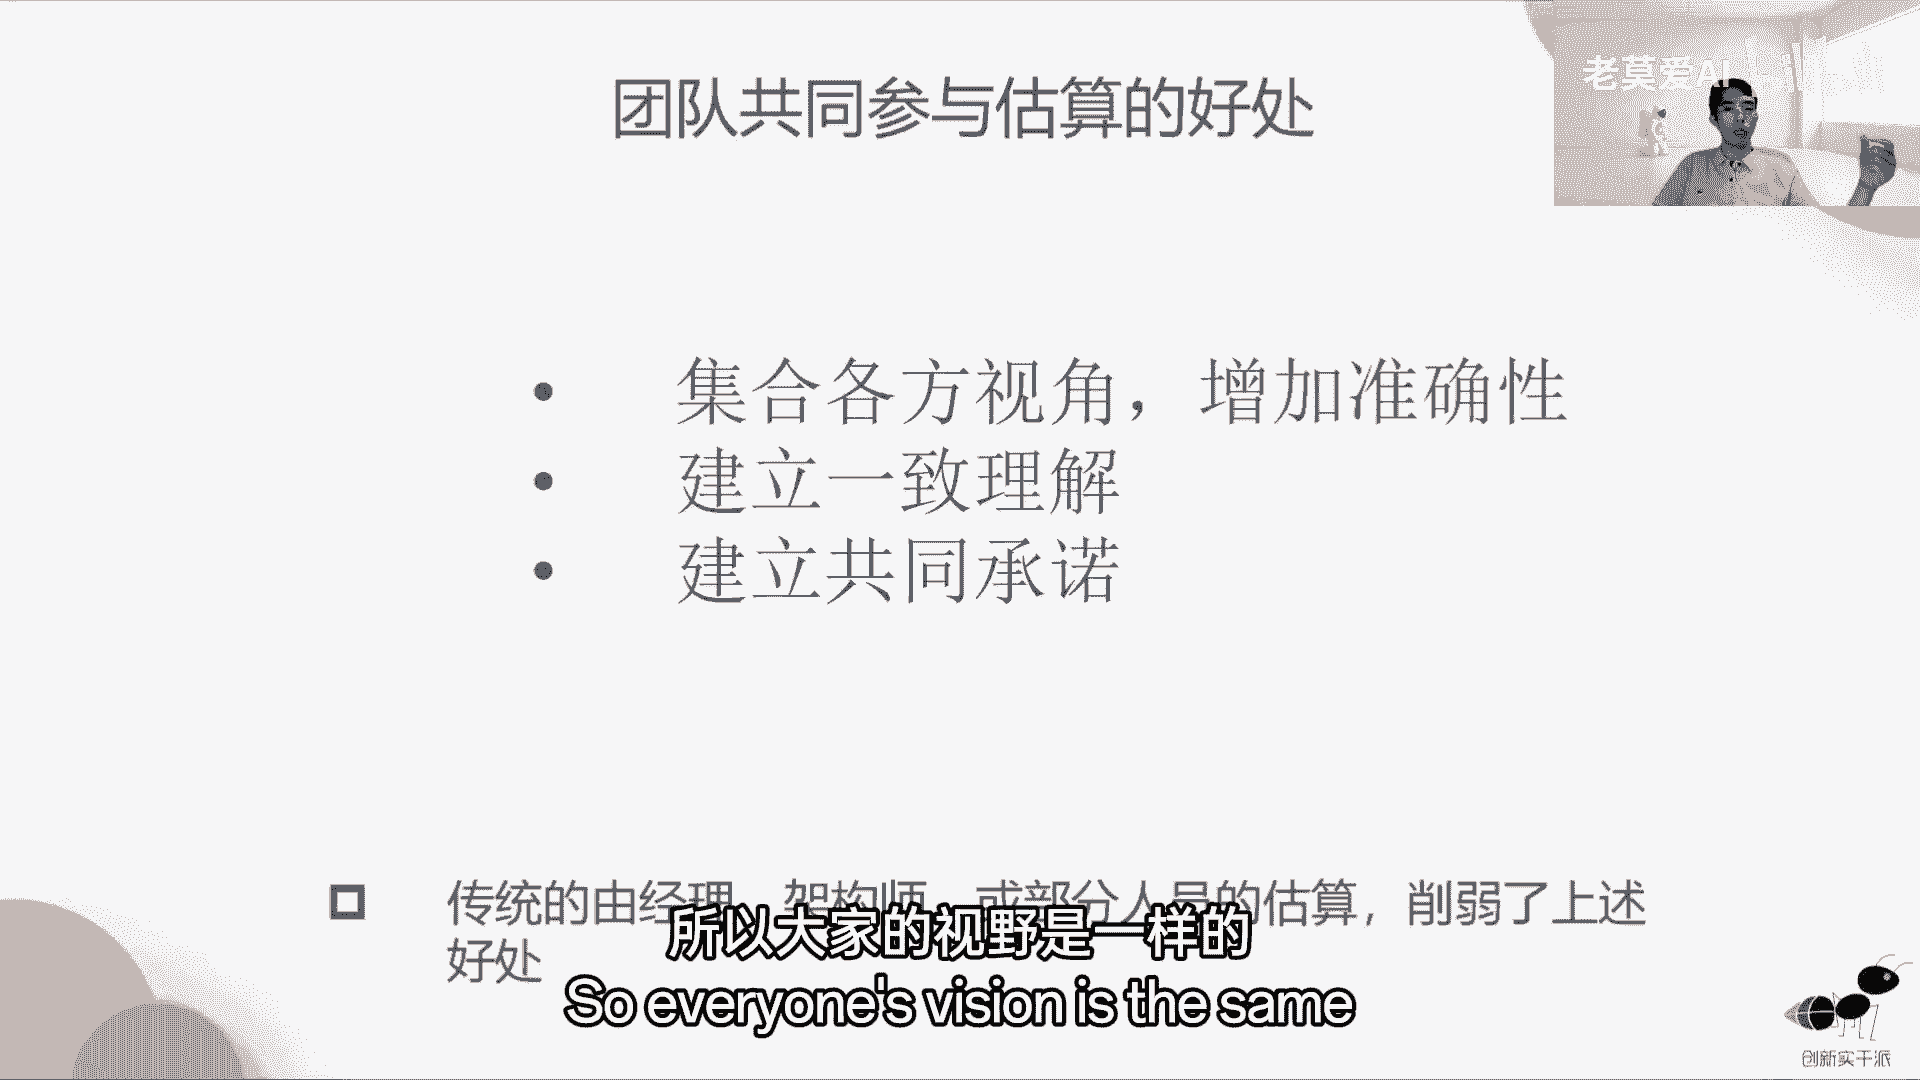 团队共同参与估算的好处
老莫爱AI
集合各方视角，增加准确性
建立一致理解
建立共同承诺
传统的由经理、架构师、或部分人员的估算，削弱了上述
好处
所以大家的视野是一样的
So everyone's vision is the same
创新实干派